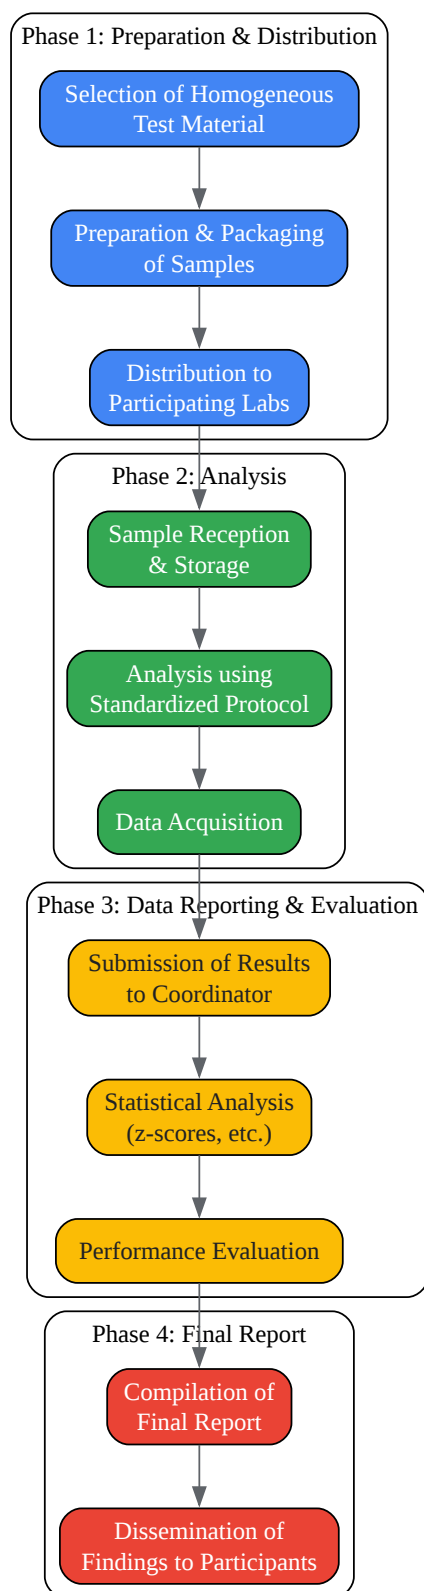 Phase 1: Preparation & Distribution
Selection of Homogeneous
Test Material
Preparation & Packaging
of Samples
Distribution to
Participating Labs
Phase 2: Analysis
Sample Reception
& Storage
Analysis using
Standardized Protocol
Data Acquisition
Phase 3: Data Reporting & Evaluation
Submission of Results
to Coordinator
Statistical Analysis
(z-scores, etc.)
Performance Evaluation
Phase 4: Final Report
Compilation of
Final Report
Dissemination of
Findings to Participants